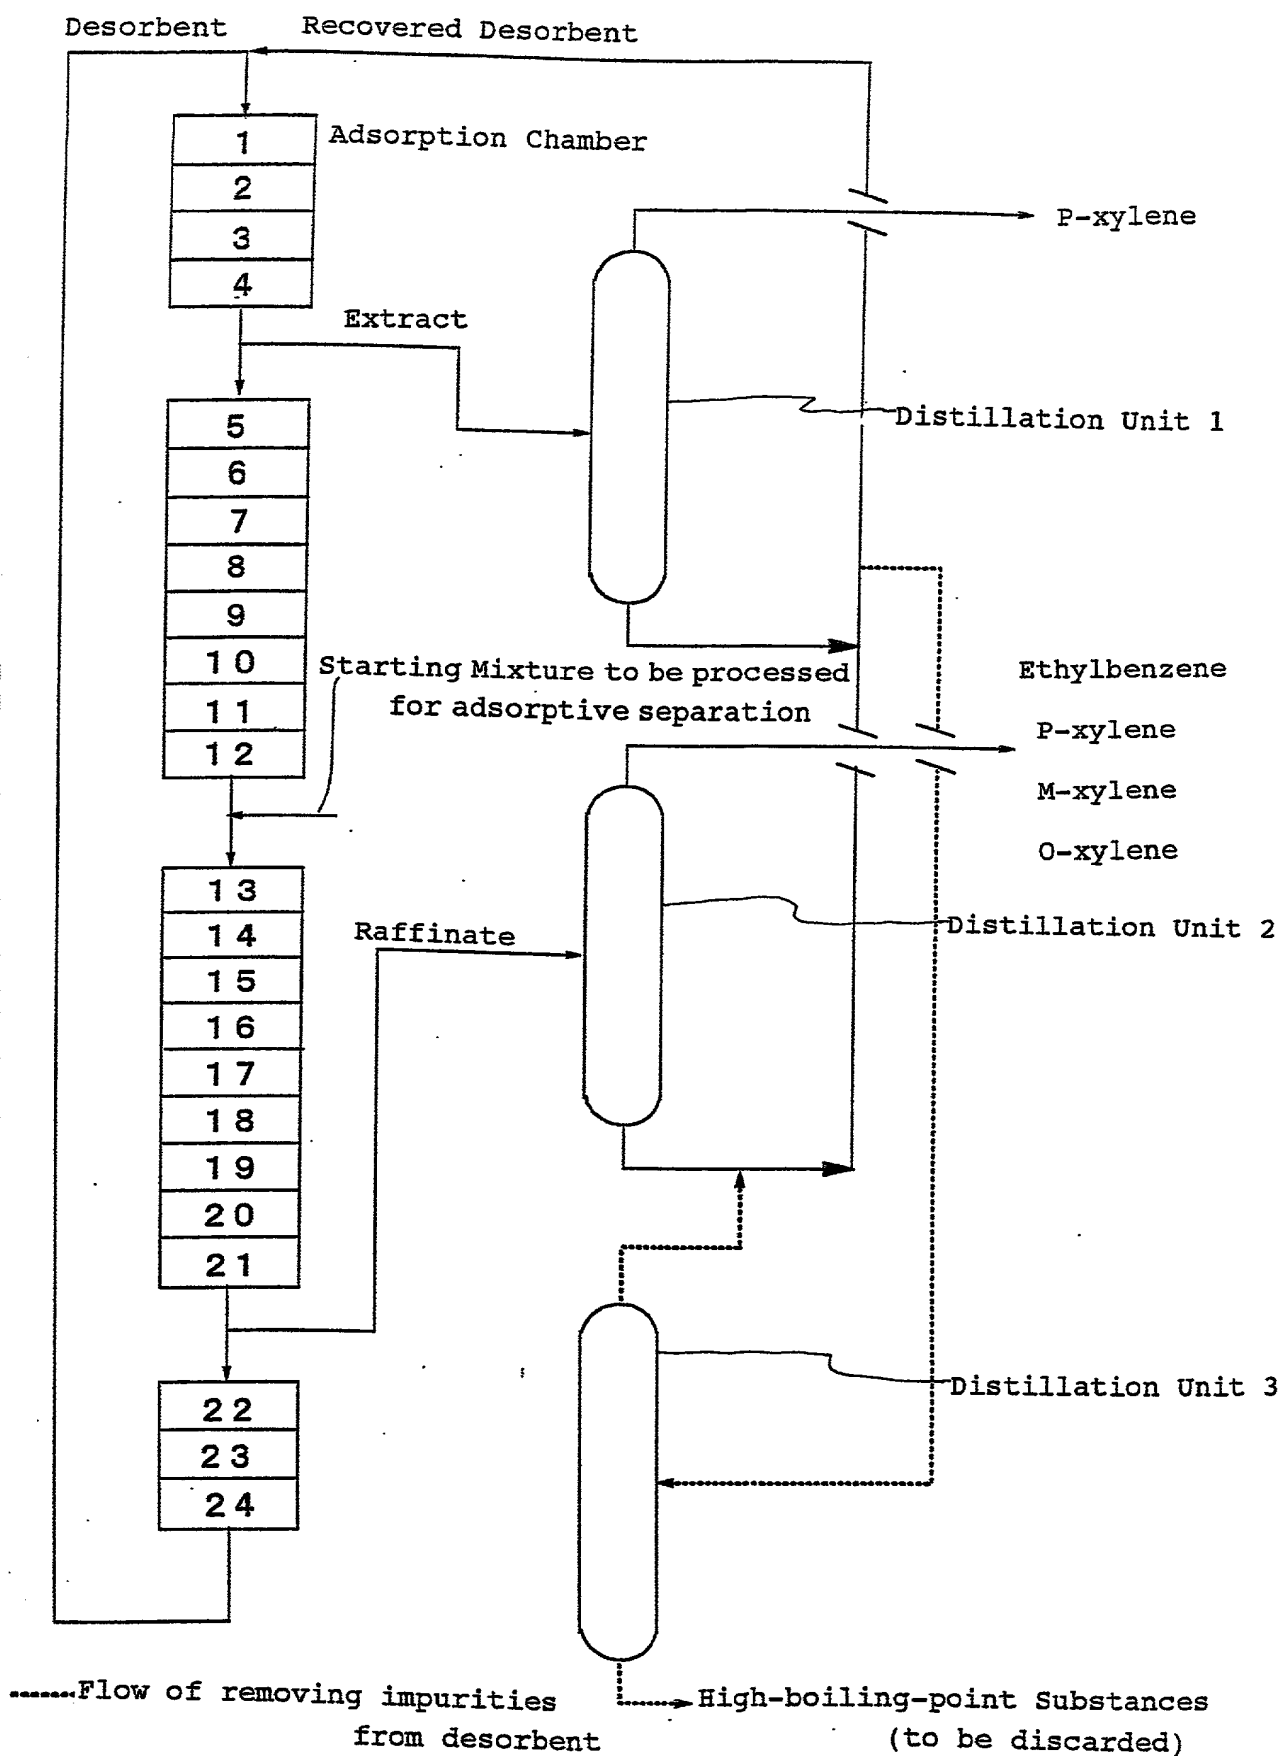 Desorbent
Recovered Desorbent
1
Adsorption Chamber
2
3
4
P-xylene
Extract
5
Distillation Unit 1
6
7
8
9
10
Starting Mixture to be processed
for adsorptive separation
11
12
Ethylbenzene
P-xylene
M-xylene
O-xylene
13
14
Raffinate
Distillation Unit 2
15
16
17
18
19
20
21
Distillation Unit 3
22
23
24
Flow of removing impurities
from desorbent
High-boiling-point Substances
(to be discarded)